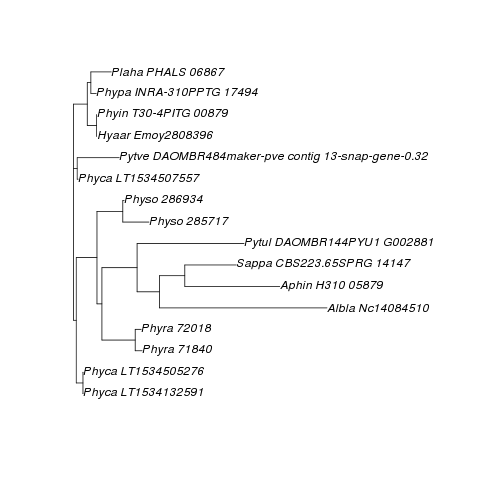 Plaha PHALS 06867
Phypa INRA-310PPTG 17494
Phyin T30-4PITG 00879
Hyaar Emoy2808396
Pytve DAOMBR484maker-pve contig 13-snap-gene-0.32
Phyca LT1534507557
Physo 286934
Physo 285717
Pytul DAOMBR144PYU1 G002881
Sappa CBS223.65SPRG 14147
Aphin H310 05879
Albla Nc14084510
Phyra 72018
Phyra 71840
Phyca LT1534505276
Phyca LT1534132591